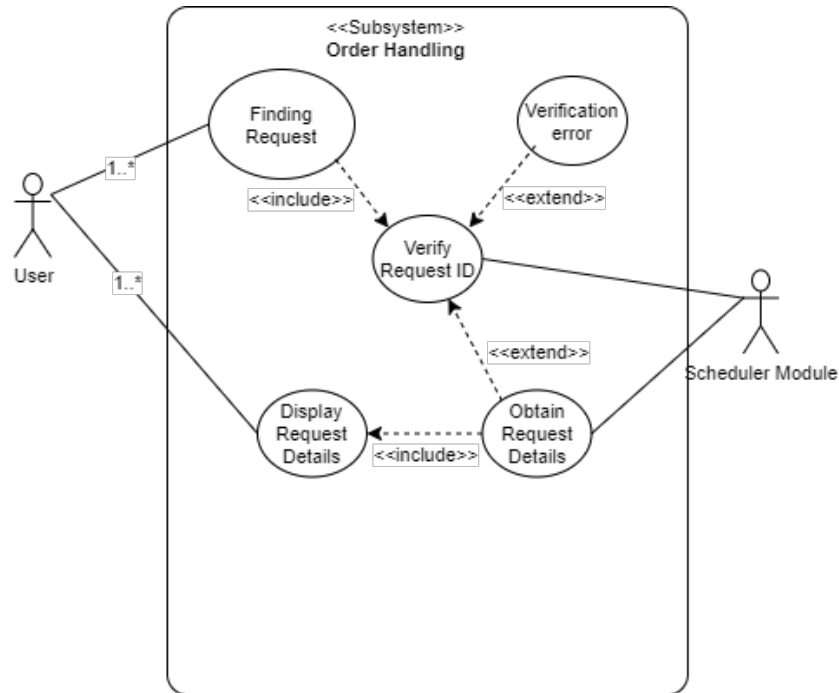 <<Subsystem>>
Order Handling
Finding
Request
Verification
error
1..*
<<include>>
<<extend>>
Verify
Request ID
User
1..*
<<extend>>
Scheduler Module
Display
Request
Details
<<include>>
Obtain
Request
Details